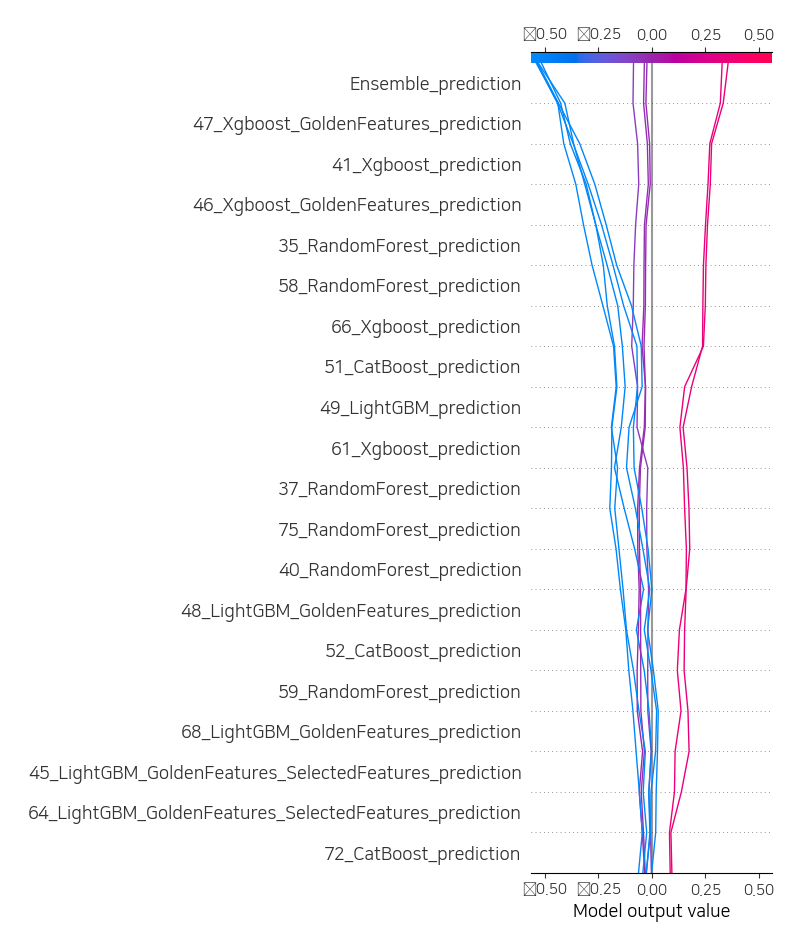 ▯0.50 ▯0.25 0.00 0.25 0.50
Ensemble_prediction
47_Xgboost_GoldenFeatures_prediction
41_Xgboost_prediction
46_Xgboost_GoldenFeatures_prediction
35_RandomForest_prediction
58_RandomForest_prediction
66_Xgboost_prediction
51_CatBoost_prediction
49_LightGBM_prediction
61_Xgboost_prediction
37_RandomForest_prediction
75_RandomForest_prediction
40_RandomForest_prediction
48_LightGBM_GoldenFeatures_prediction
52_CatBoost_prediction
59_RandomForest_prediction
68_LightGBM_GoldenFeatures_prediction
45_LightGBM_GoldenFeatures_SelectedFeatures_prediction
64_LightGBM_GoldenFeatures_SelectedFeatures_prediction
72_CatBoost_prediction
▯0.50 ▯0.25 0.00 0.25 0.50
Model output value